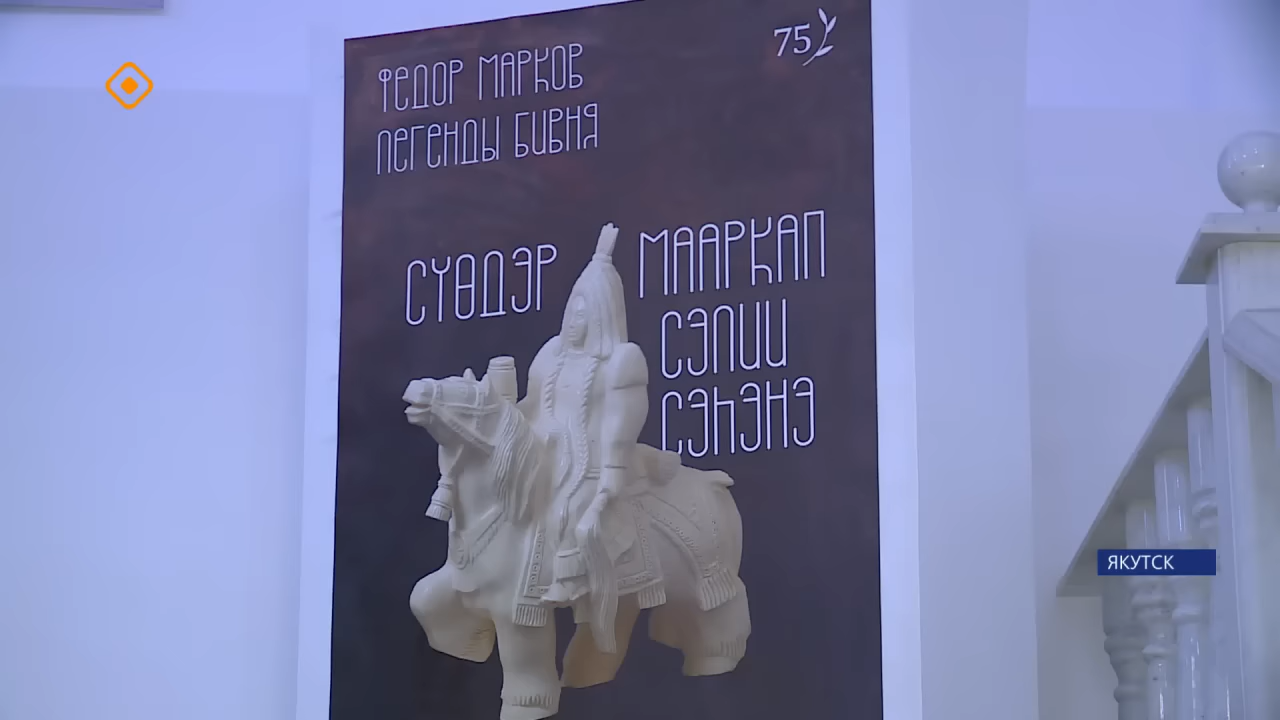 75
ФЕДОР МАРКОВ
ЛЕГЕНДЫ БИВНЯ
СҮӨДЭР МААРКАП
СЭЛИИ
СЭҺЭНЭ
ЯКУТСК